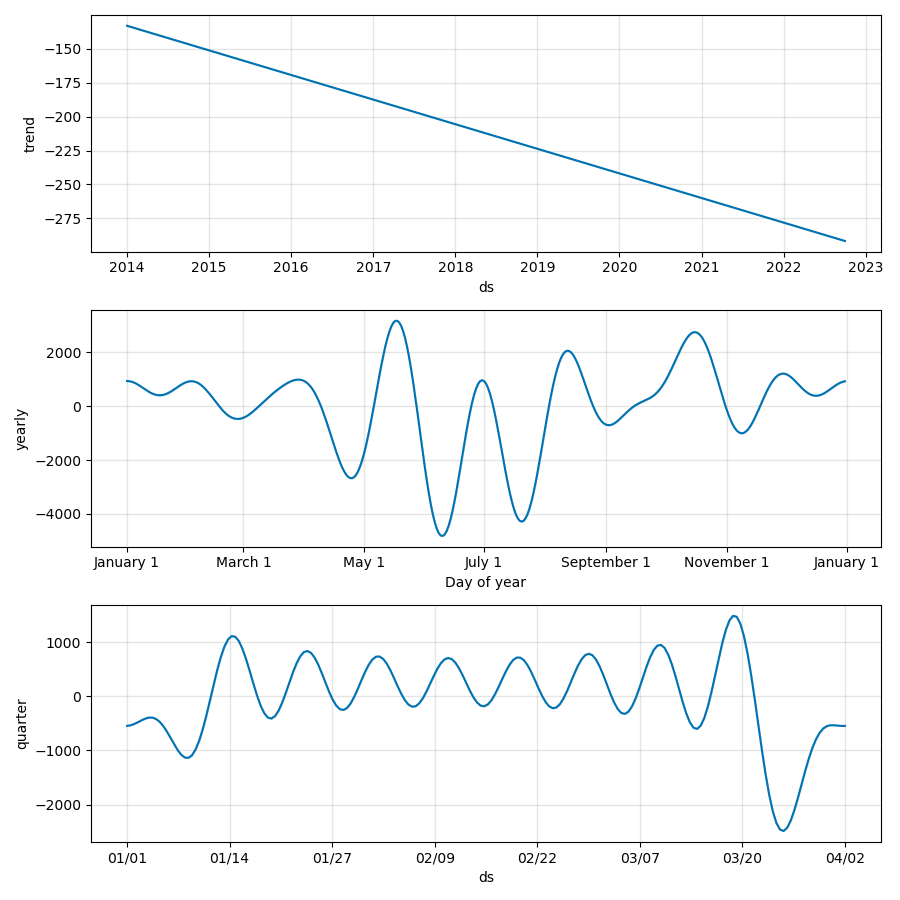 −150
−175
−200
−225
−250
−275
trend
2014 2015 2016 2017 2018 2019 2020 2021 2022 2023
ds
2000
0
−2000
−4000
yearly
January 1 March 1 May 1 July 1 September 1 November 1 January 1
Day of year
1000
0
−1000
−2000
quarter
01/01 01/14 01/27 02/09 02/22 03/07 03/20 04/02
ds